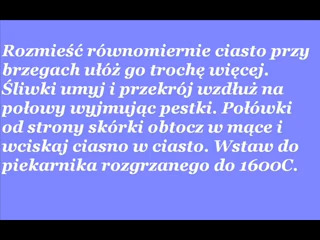 Rozmieść równomiernie ciasto przy
brzegach ułóż go trochę więcej.
Śliwki umyj i przekrój wzdłuż na
połowy wyjmując pestki. Połówki
od strony skórki obtocz w mące i
wciskaj ciasno w ciasto. Wstaw do
piekarnika rozgrzanego do 1600C.